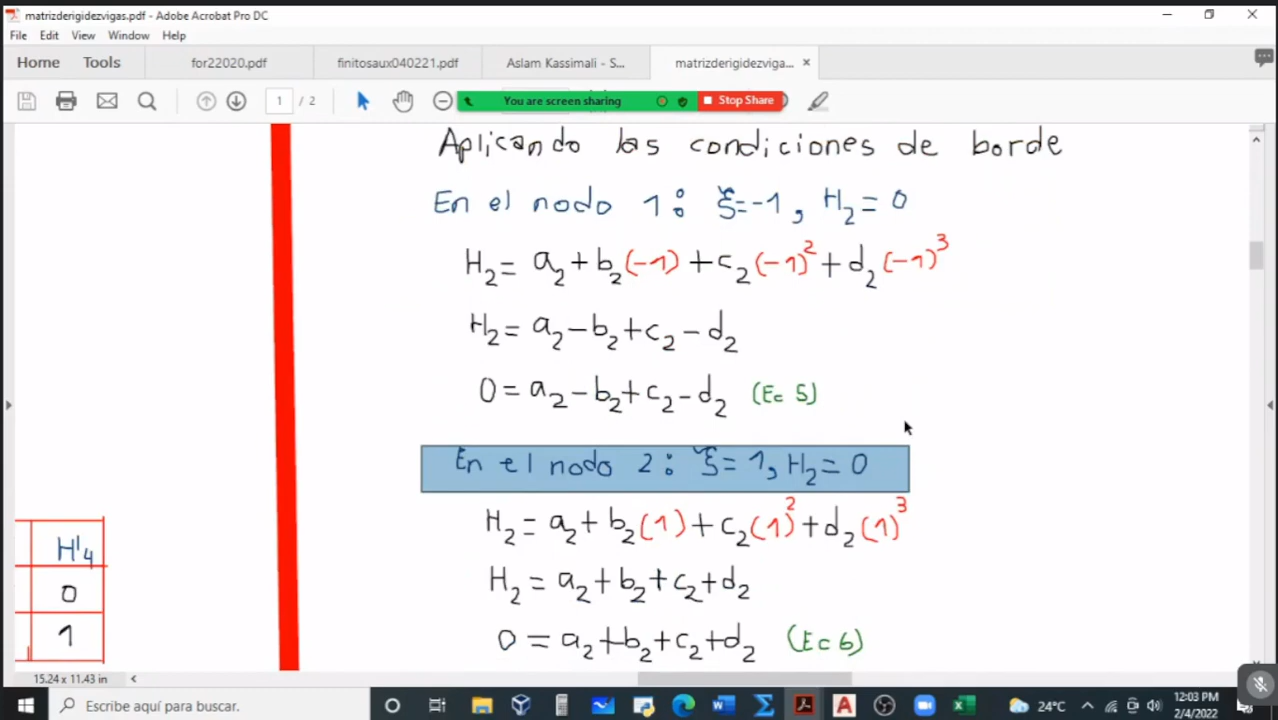 matrizderigidezvigas.pdf - Adobe Acrobat Pro DC
File Edit View Window Help
Home Tools for22020.pdf finitosaux040221.pdf Aslam Kassimali - S... matrizderigidezviga... ×
1 / 2 You are screen sharing Stop Share
Aplicando las condiciones de borde
En el nodo 1: ξ=-1, H₂= 0
H₂= a₂+b₂(-1)+c₂(-1)²+d₂(-1)³
H₂= a₂-b₂+c₂-d₂
0= a₂-b₂+c₂-d₂ (Ec 5)
En el nodo 2: ξ= 1, H₂= 0
H₂= a₂+b₂(1)+c₂(1)²+d₂(1)³
H₂= a₂+b₂+c₂+d₂
0= a₂+b₂+c₂+d₂ (Ec 6)
H'₄
0
1
15.24 x 11.43 in
Escribe aquí para buscar.
24°C
12:03 PM
2/4/2022